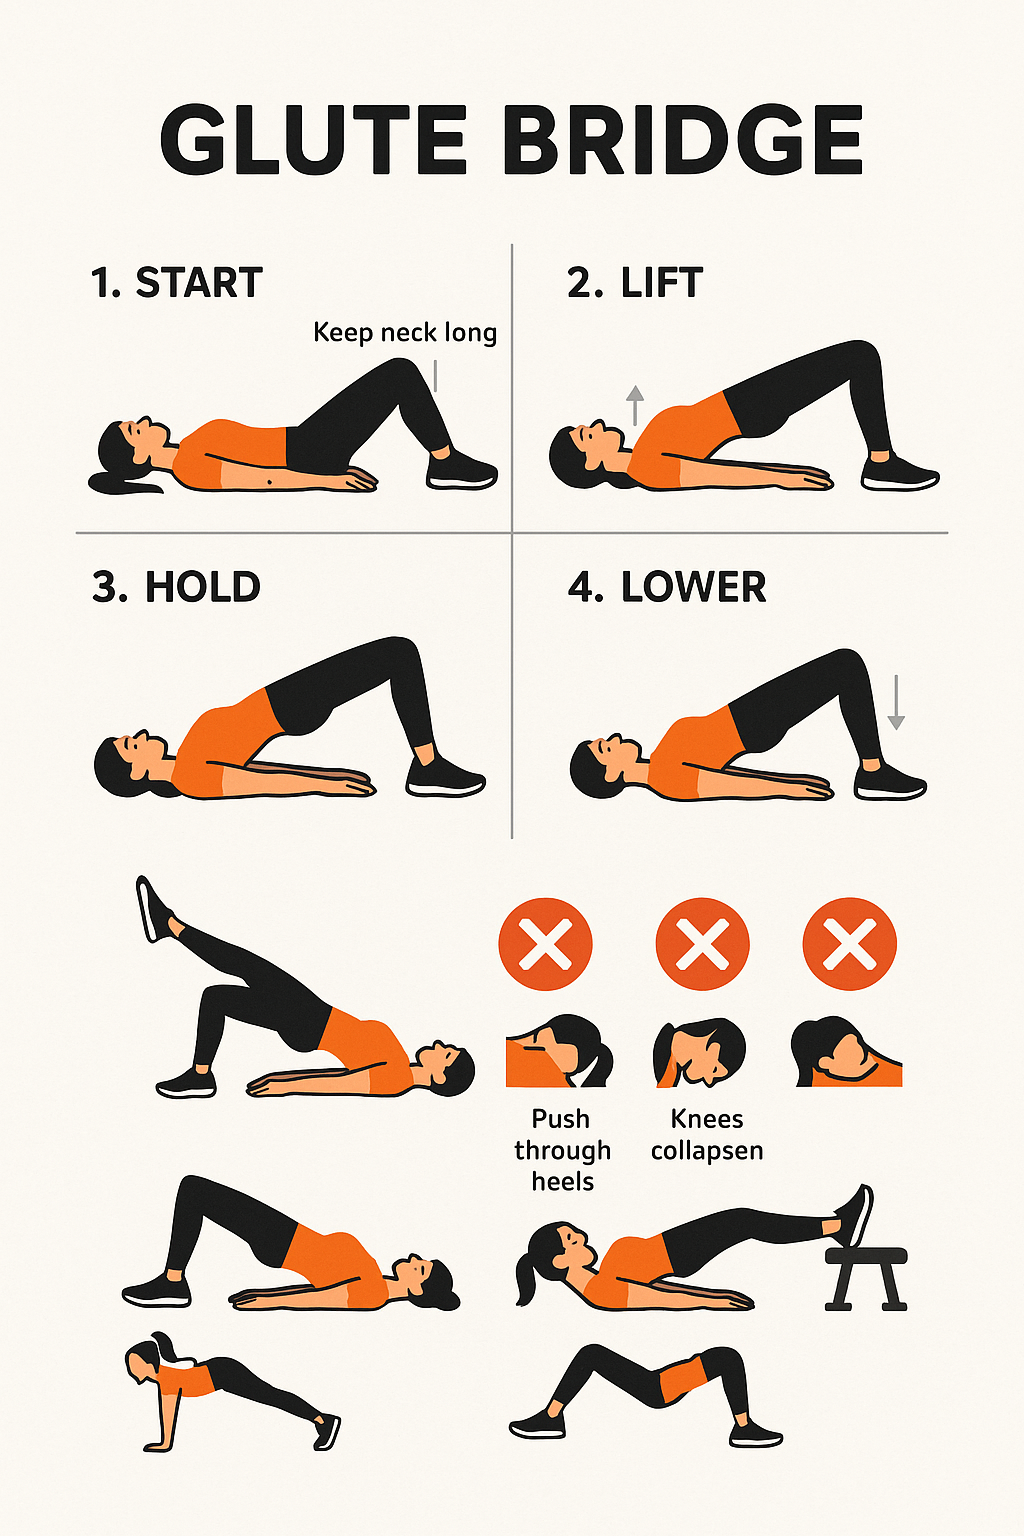 GLUTE BRIDGE
1. START
Keep neck long
2. LIFT
3. HOLD
4. LOWER
Push
through
heels
Knees
collapsen